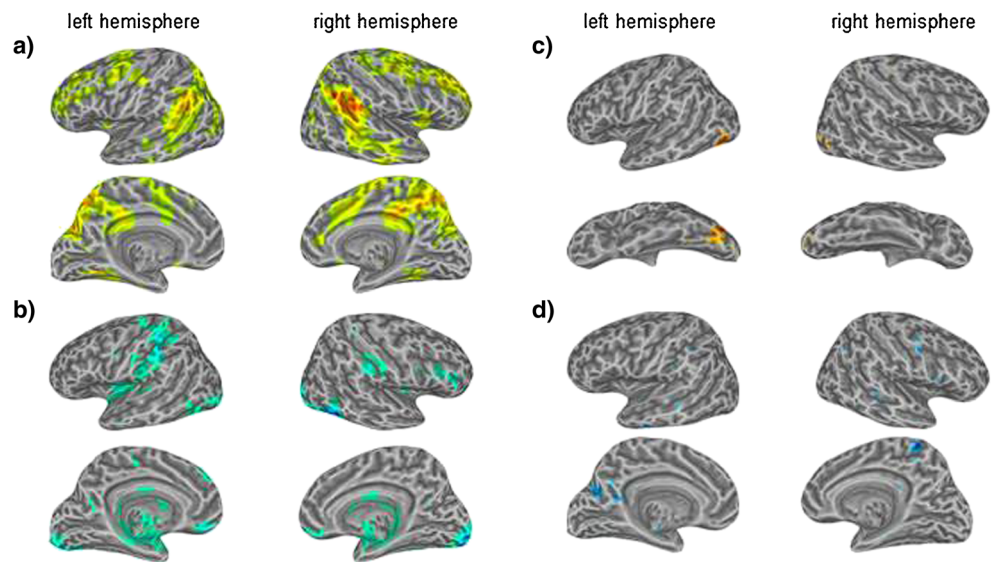 left hemisphere
right hemisphere
left hemisphere
right hemisphere
a)
c)
b)
d)